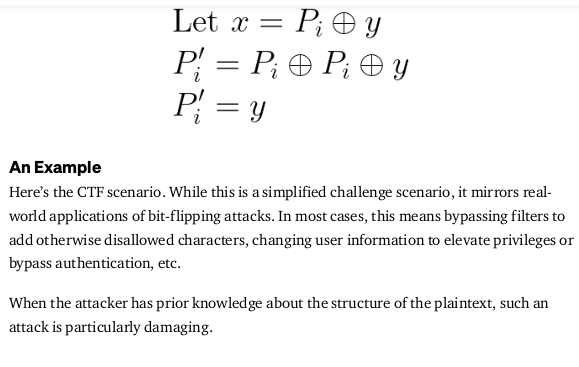 Let x = P_i ⊕ y
P'_i = P_i ⊕ P_i ⊕ y
P'_i = y
An Example
Here’s the CTF scenario. While this is a simplified challenge scenario, it mirrors real-
world applications of bit-flipping attacks. In most cases, this means bypassing filters to
add otherwise disallowed characters, changing user information to elevate privileges or
bypass authentication, etc.
When the attacker has prior knowledge about the structure of the plaintext, such an
attack is particularly damaging.